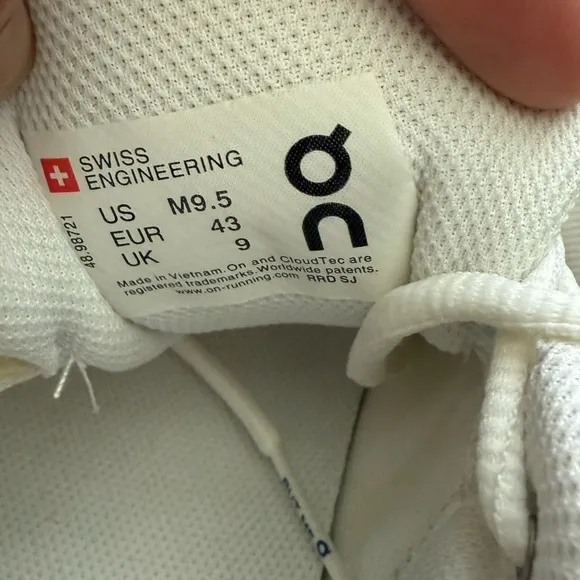 SWISS
ENGINEERING
US M9.5
EUR 43
UK 9
48.98721
Made in Vietnam. On and CloudTec are
registered trademarks. Worldwide patents.
www.on-running.com RRD SJ